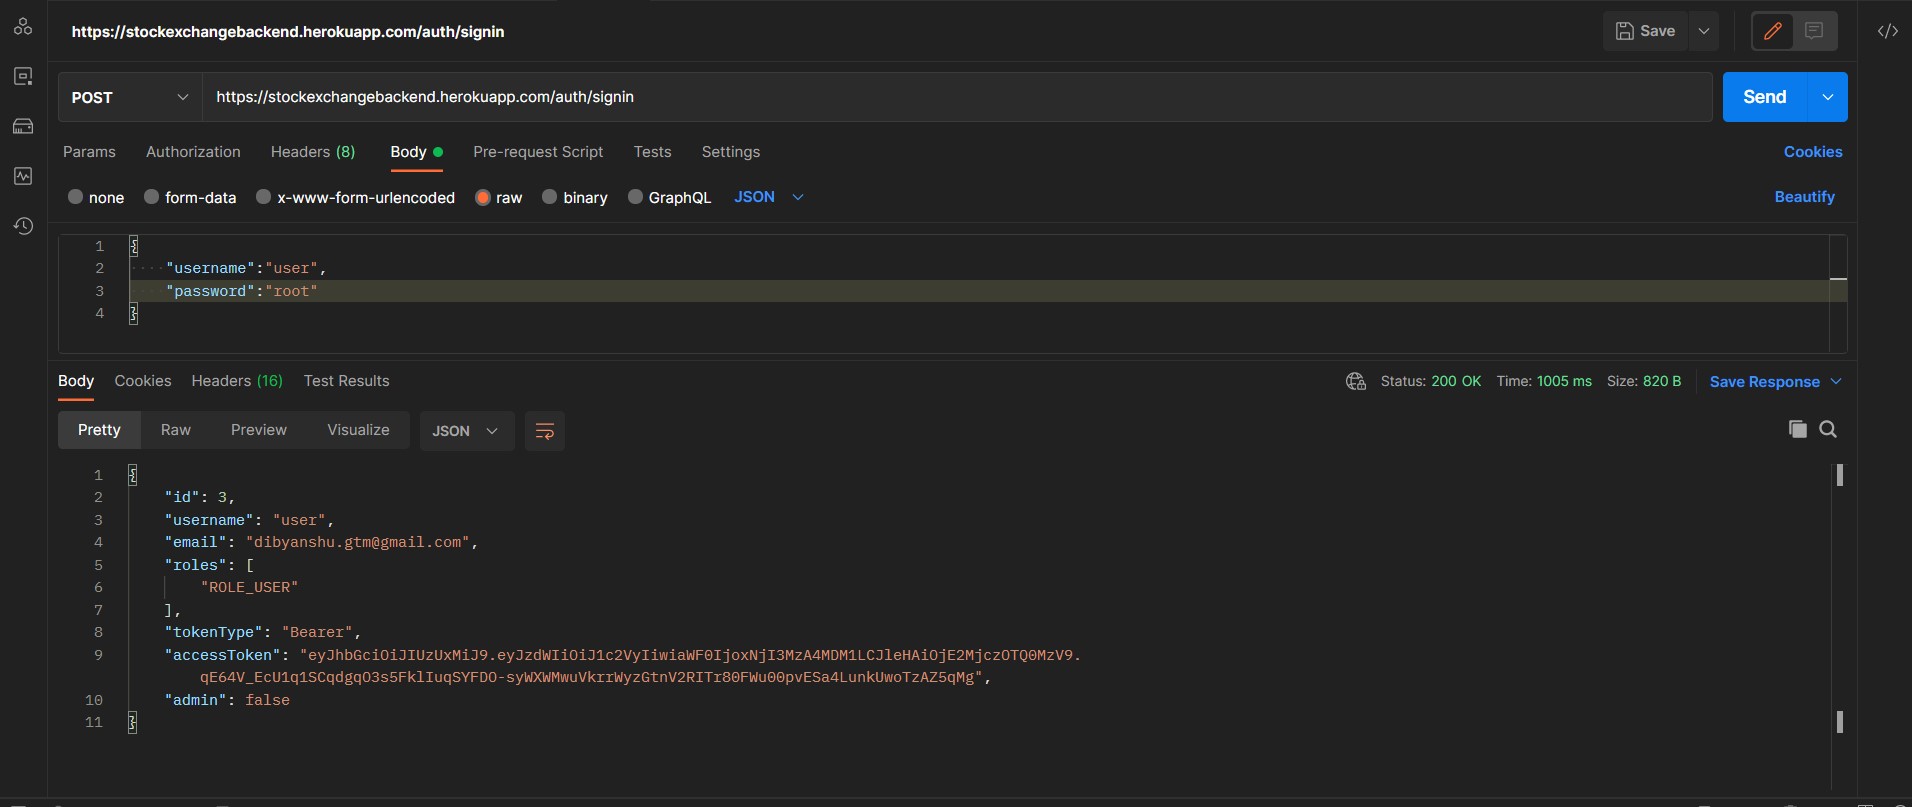 https://stockexchangebackend.herokuapp.com/auth/signin
Save
POST
https://stockexchangebackend.herokuapp.com/auth/signin
Send
Params Authorization Headers (8) Body Pre-request Script Tests Settings Cookies
none form-data x-www-form-urlencoded raw binary GraphQL JSON Beautify
1 {
2 "username":"user",
3 "password":"root"
4 }
Body Cookies Headers (16) Test Results Status: 200 OK Time: 1005 ms Size: 820 B Save Response
Pretty Raw Preview Visualize JSON
1 {
2 "id": 3,
3 "username": "user",
4 "email": "dibyanshu.gtm@gmail.com",
5 "roles": [
6 "ROLE_USER"
7 ],
8 "tokenType": "Bearer",
9 "accessToken": "eyJhbGciOiJIUzUxMiJ9.eyJzdWIiOiJ1c2VyIiwiaWF0IjoxNjI3MzA4MDM1LCJleHAiOjE2MjczOTQ0MzV9.
qE64V_EcU1q1SCqdgqO3s5FklIuqSYFDO-syWXWMwuVkrrWyzGtnV2RITr80FWu00pvESa4LunkUwoTzAZ5qMg",
10 "admin": false
11 }